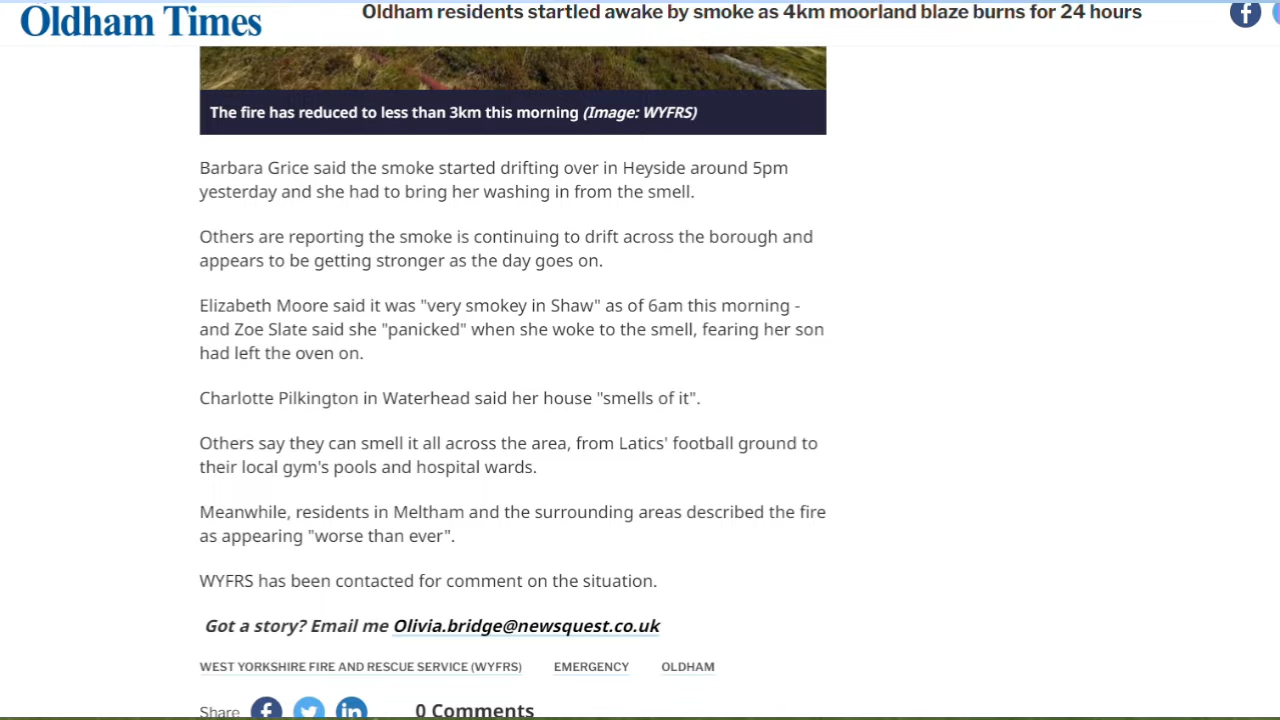 Oldham Times
Oldham residents startled awake by smoke as 4km moorland blaze burns for 24 hours
The fire has reduced to less than 3km this morning (Image: WYFRS)
Barbara Grice said the smoke started drifting over in Heyside around 5pm
yesterday and she had to bring her washing in from the smell.
Others are reporting the smoke is continuing to drift across the borough and
appears to be getting stronger as the day goes on.
Elizabeth Moore said it was "very smokey in Shaw" as of 6am this morning -
and Zoe Slate said she "panicked" when she woke to the smell, fearing her son
had left the oven on.
Charlotte Pilkington in Waterhead said her house "smells of it".
Others say they can smell it all across the area, from Latics' football ground to
their local gym's pools and hospital wards.
Meanwhile, residents in Meltham and the surrounding areas described the fire
as appearing "worse than ever".
WYFRS has been contacted for comment on the situation.
Got a story? Email me Olivia.bridge@newsquest.co.uk
WEST YORKSHIRE FIRE AND RESCUE SERVICE (WYFRS) EMERGENCY OLDHAM
Share 0 Comments